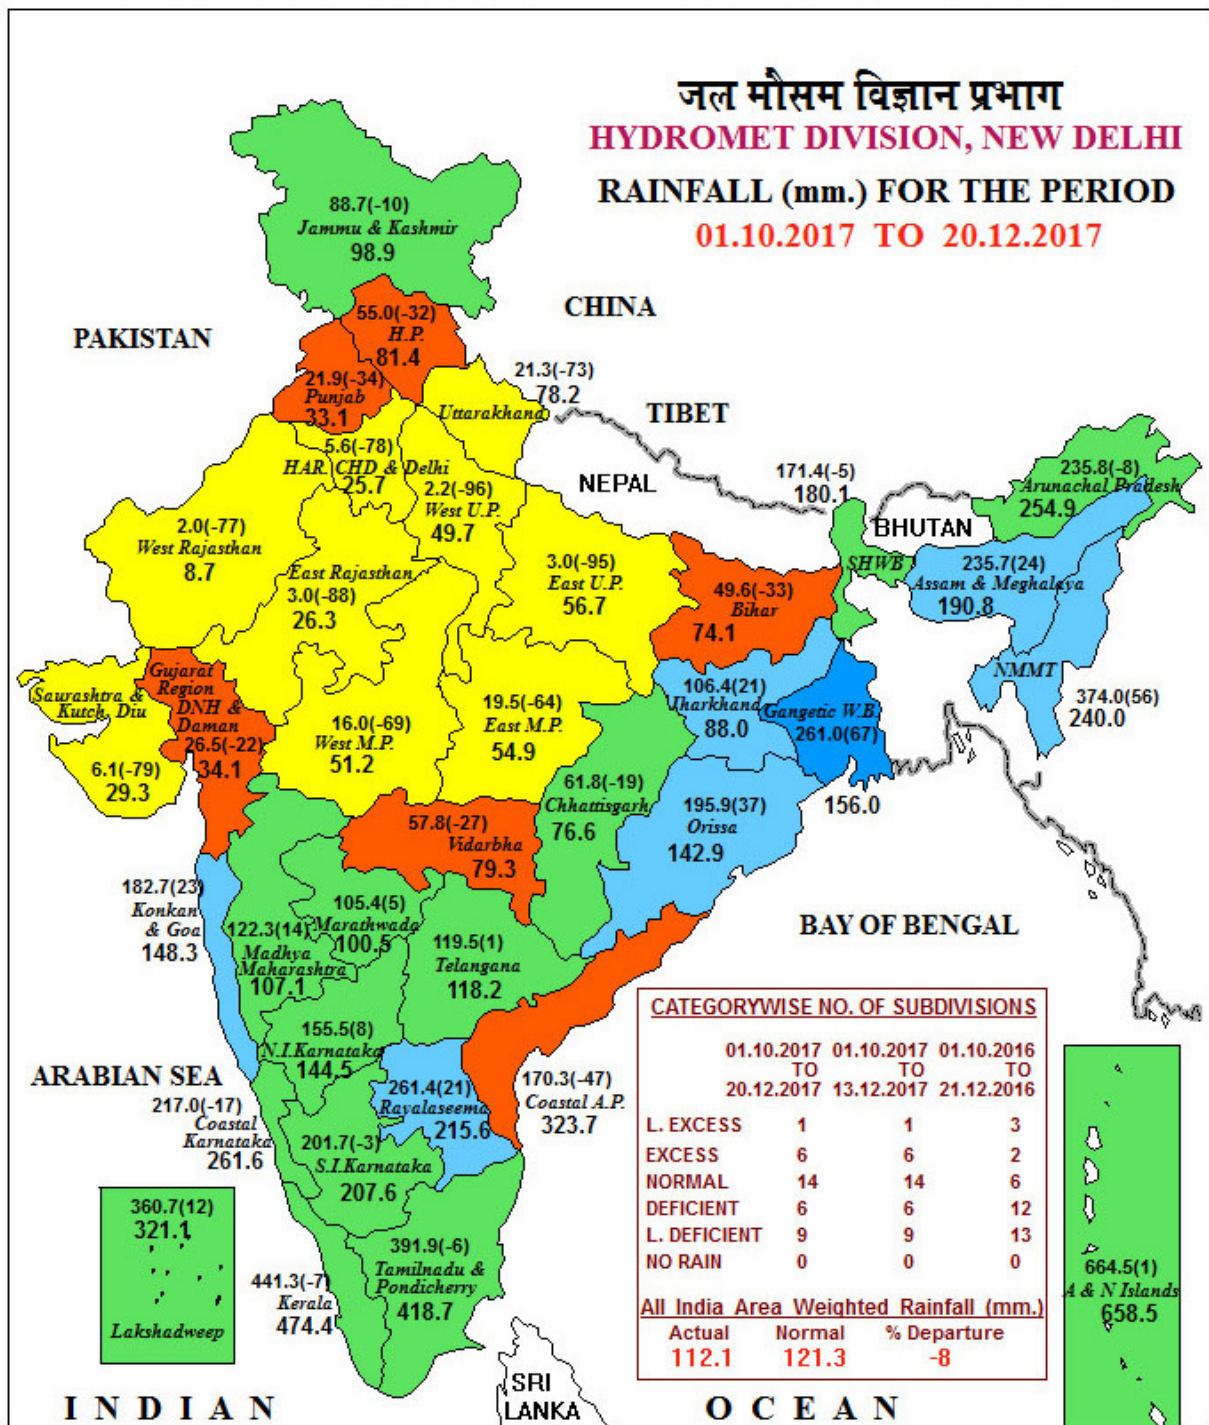 जल मौसम विज्ञान प्रभाग
HYDROMET DIVISION, NEW DELHI
RAINFALL (mm.) FOR THE PERIOD
01.10.2017 TO 20.12.2017
88.7(-10)
Jammu & Kashmir
98.9
CHINA
PAKISTAN
55.0(-32)
H.P.
81.4
21.9(-34)
Punjab
33.1
21.3(-73)
78.2
Uttarakhand
TIBET
5.6(-78)
HAR. CHD & Delhi
25.7
NEPAL
171.4(-5)
180.1
SHWB
BHUTAN
235.8(-8)
Arunachal Pradesh
254.9
2.2(-96)
West U.P.
49.7
2.0(-77)
West Rajasthan
8.7
East Rajasthan
3.0(-88)
26.3
3.0(-95)
East U.P.
56.7
49.6(-33)
Bihar
74.1
235.7(24)
Assam & Meghalaya
190.8
NMMT
374.0(56)
240.0
Gujarat
Region
DNH &
Daman
26.5(-22)
34.1
Saurashtra &
Kutch, Diu
6.1(-79)
29.3
16.0(-69)
West M.P.
51.2
19.5(-64)
East M.P.
54.9
106.4(21)
Jharkhand
88.0
Gangetic W.B
261.0(67)
156.0
61.8(-19)
Chhattisgarh
76.6
195.9(37)
Orissa
142.9
57.8(-27)
Vidarbha
79.3
182.7(23)
Konkan
& Goa
148.3
105.4(5)
Marathwada
100.5
122.3(14)
Madhya
Maharashtra
107.1
119.5(1)
Telangana
118.2
BAY OF BENGAL
155.5(8)
N.I.Karnataka
144.5
ARABIAN SEA
217.0(-17)
Coastal
Karnataka
261.6
261.4(21)
Rayalaseema
215.6
170.3(-47)
Coastal A.P.
323.7
201.7(-3)
S.I.Karnataka
207.6
360.7(12)
321.1
Lakshadweep
441.3(-7)
Kerala
474.4
391.9(-6)
Tamilnadu &
Pondicherry
418.7
CATEGORYWISE NO. OF SUBDIVISIONS
01.10.2017 01.10.2017 01.10.2016
TO TO TO
20.12.2017 13.12.2017 21.12.2016
L. EXCESS 1 1 3
EXCESS 6 6 2
NORMAL 14 14 6
DEFICIENT 6 6 12
L. DEFICIENT 9 9 13
NO RAIN 0 0 0
All India Area Weighted Rainfall (mm.)
Actual Normal % Departure
112.1 121.3 -8
664.5(1)
A & N Islands
658.5
SRI
LANKA
INDIAN OCEAN